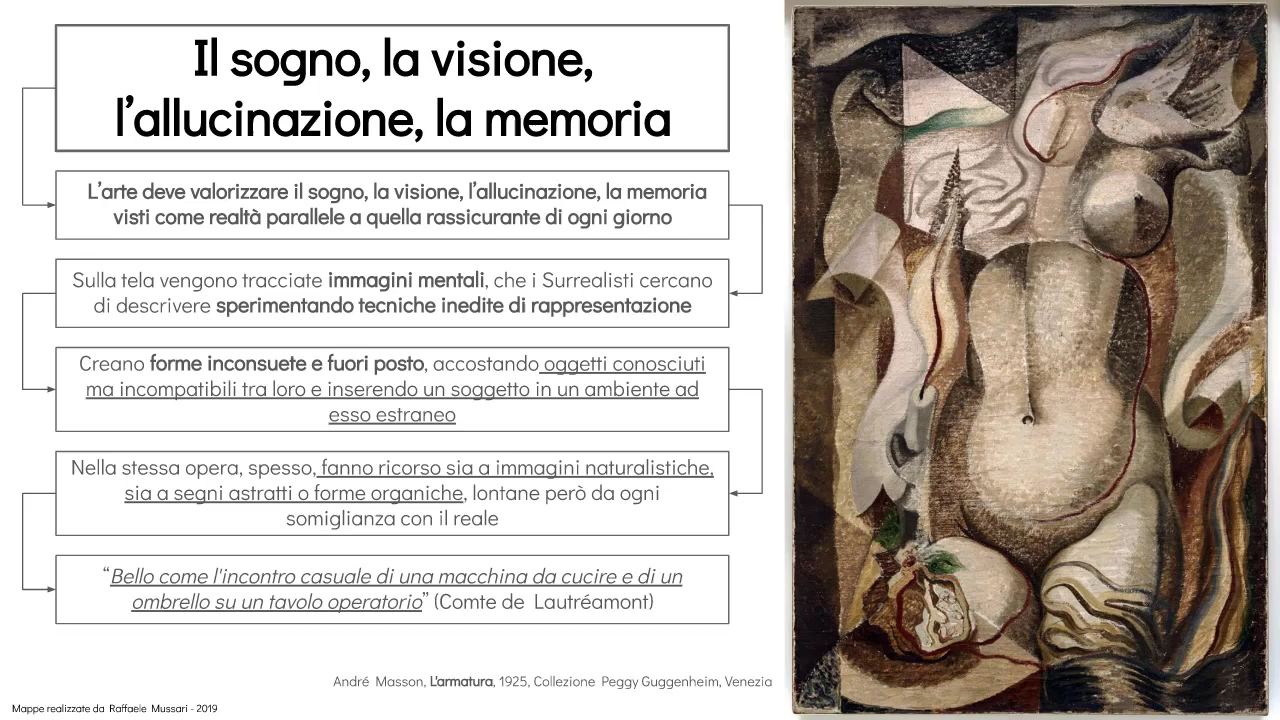 Il sogno, la visione,
l’allucinazione, la memoria
L’arte deve valorizzare il sogno, la visione, l’allucinazione, la memoria
visti come realtà parallele a quella rassicurante di ogni giorno
Sulla tela vengono tracciate immagini mentali, che i Surrealisti cercano
di descrivere sperimentando tecniche inedite di rappresentazione
Creano forme inconsuete e fuori posto, accostando oggetti conosciuti
ma incompatibili tra loro e inserendo un soggetto in un ambiente ad
esso estraneo
Nella stessa opera, spesso, fanno ricorso sia a immagini naturalistiche,
sia a segni astratti o forme organiche, lontane però da ogni
somiglianza con il reale
“Bello come l'incontro casuale di una macchina da cucire e di un
ombrello su un tavolo operatorio” (Comte de Lautréamont)
André Masson, L'armatura, 1925, Collezione Peggy Guggenheim, Venezia
Mappe realizzate da Raffaele Mussari - 2019